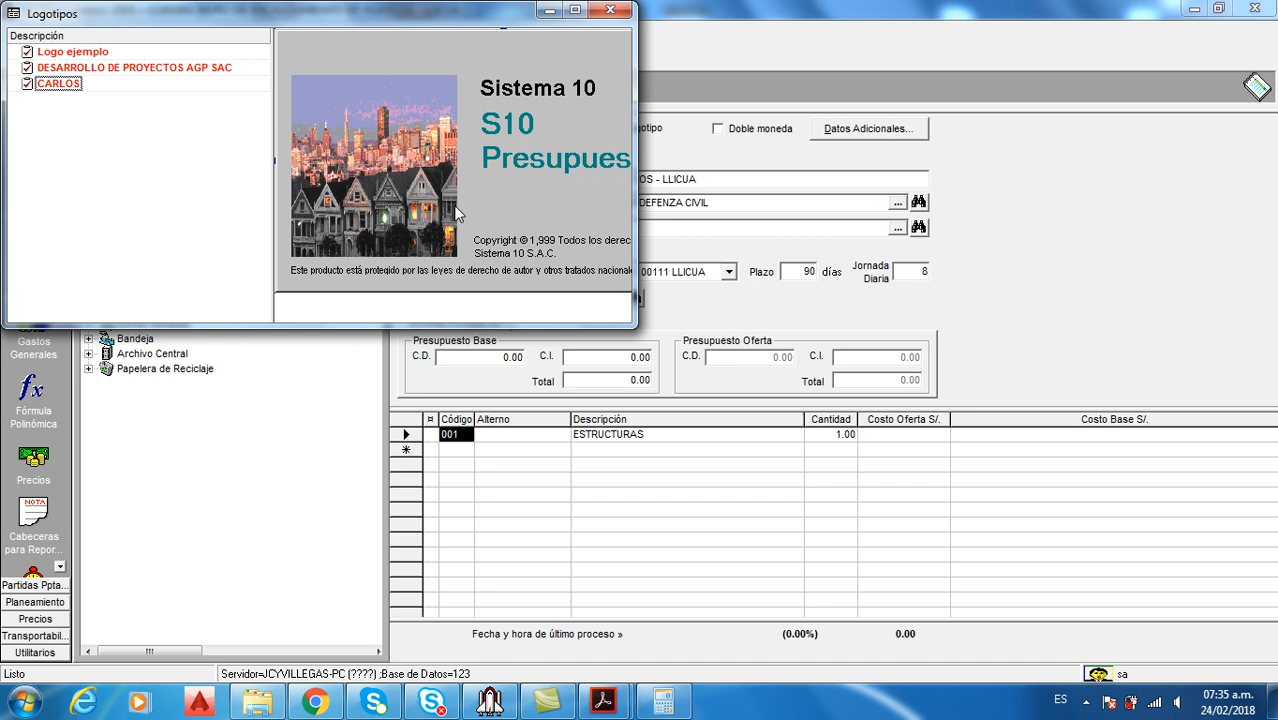 Logotipos
Descripción
Logo ejemplo
DESARROLLO DE PROYECTOS AGP SAC
CARLOS
Sistema 10
S10
Presupues
Copyright © 1,999 Todos los derec
Sistema 10 S.A.C.
Este producto está protegido por las leyes de derecho de autor y otros tratados nacional
Doble moneda
Datos Adicionales...
OS - LLICUA
DEFENZA CIVIL
...
...
00111 LLICUA
Plazo 90 días
Jornada
Diaria 8
Gastos
Generales
Bandeja
Archivo Central
Papelera de Reciclaje
Presupuesto Base
C.D. 0.00 C.I. 0.00
Total 0.00
Presupuesto Oferta
C.D. 0.00 C.I. 0.00
Total 0.00
fx
Fórmula
Polinómica
Precios
NOTA
Cabeceras
para Repor...
Partidas Ppta...
Planeamiento
Precios
Transportabil...
Utilitarios
Código Alterno Descripción Cantidad Costo Oferta S/. Costo Base S/.
001 ESTRUCTURAS 1.00
Fecha y hora de último proceso » (0.00%) 0.00
Listo
Servidor=JCYVILLEGAS-PC (????) ;Base de Datos=123
sa
ES
07:35 a.m.
24/02/2018